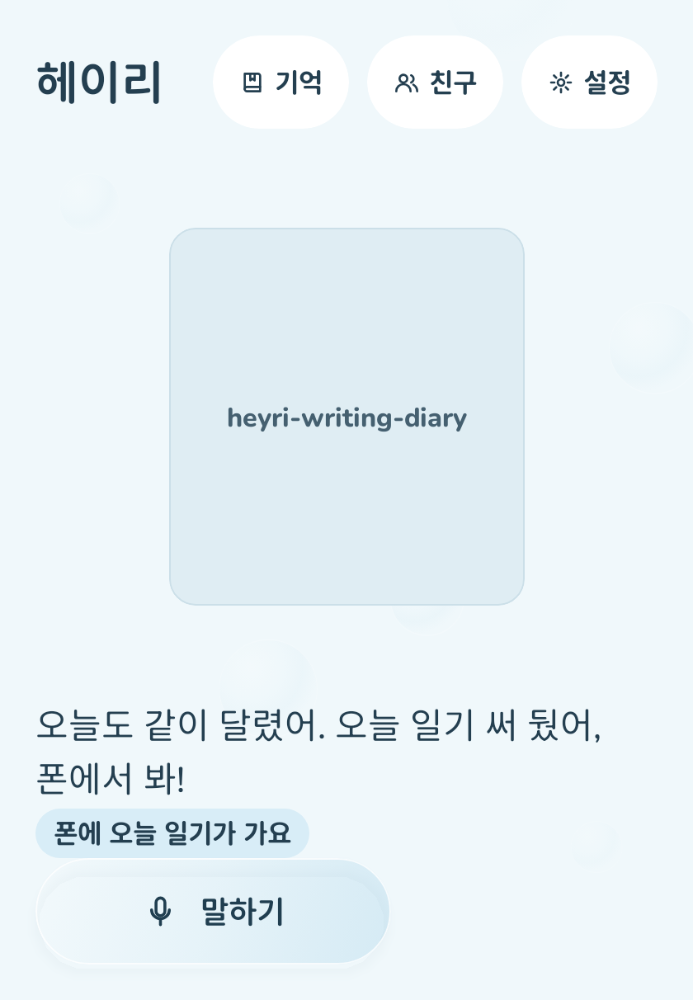 헤이리
기억
친구
설정
heyri-writing-diary
오늘도 같이 달렸어. 오늘 일기 써 뒀어,
폰에서 봐!
폰에 오늘 일기가 가요
말하기